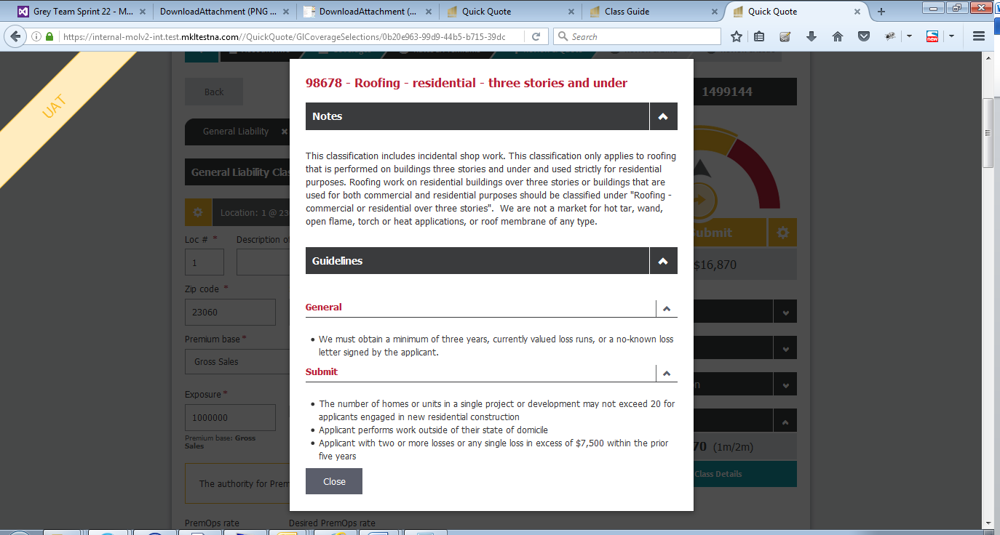 Grey Team Sprint 22 - M...
DownloadAttachment (PNG ...
DownloadAttachment (...
Quick Quote
Class Guide
Quick Quote
https://internal-molv2-int.test.mkltestna.com//QuickQuote/GlCoverageSelections/0b20e963-99d9-44b5-b715-39dc
Search
new
UAT
Back
1499144
General Liability
General Liability Clas
Location: 1 @ 23
Loc # *
Description of
1
Zip code *
23060
Premium base *
Gross Sales
Exposure *
1000000
Premium base: Gross
Sales
The authority for Prem
PremOps rate
Desired PremOps rate
98678 - Roofing - residential - three stories and under
Notes
This classification includes incidental shop work. This classification only applies to roofing
that is performed on buildings three stories and under and used strictly for residential
purposes. Roofing work on residential buildings over three stories or buildings that are
used for both commercial and residential purposes should be classified under "Roofing -
commercial or residential over three stories".  We are not a market for hot tar, wand,
open flame, torch or heat applications, or roof membrane of any type.
Guidelines
General
We must obtain a minimum of three years, currently valued loss runs, or a no-known loss
letter signed by the applicant.
Submit
The number of homes or units in a single project or development may not exceed 20 for
applicants engaged in new residential construction
Applicant performs work outside of their state of domicile
Applicant with two or more losses or any single loss in excess of $7,500 within the prior
five years
Close
ubmit
$16,870
n
70 (1m/2m)
Class Details